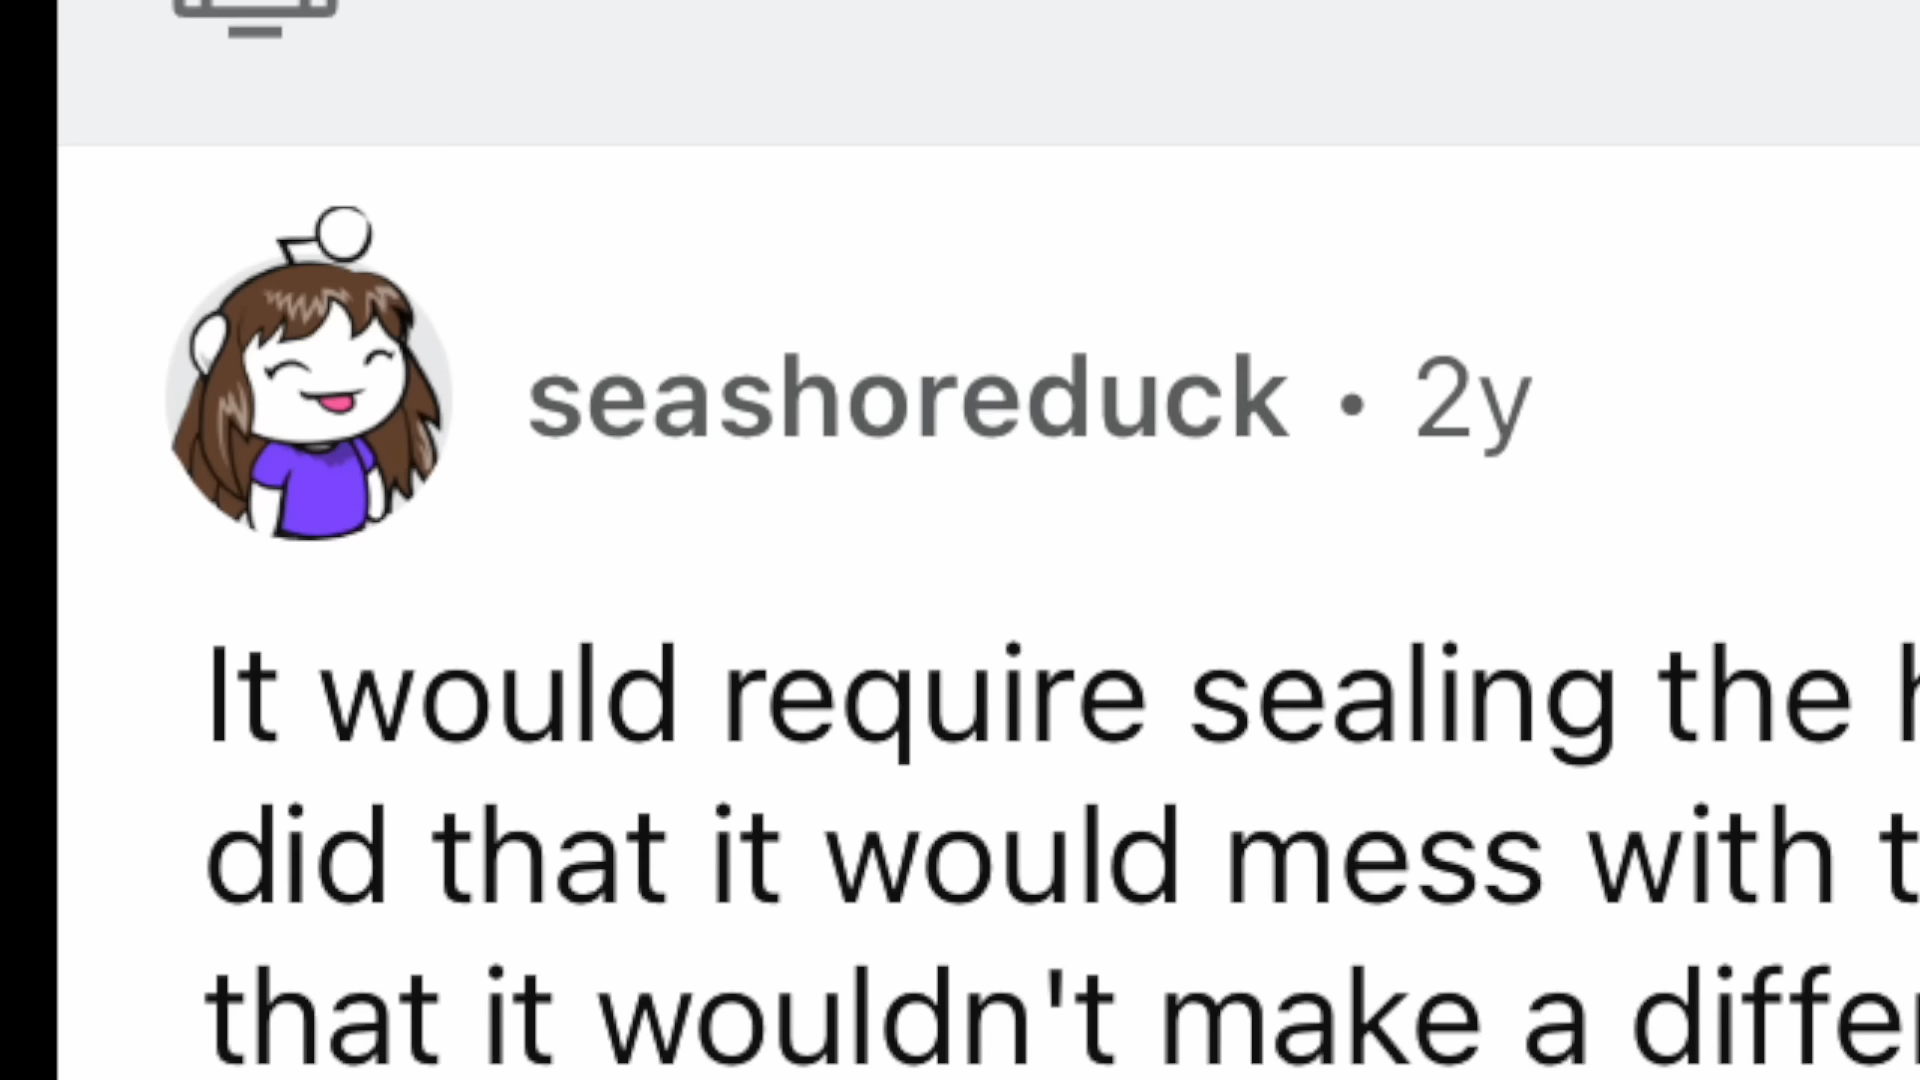 seashoreduck • 2y
It would require sealing the
did that it would mess with
that it wouldn't make a